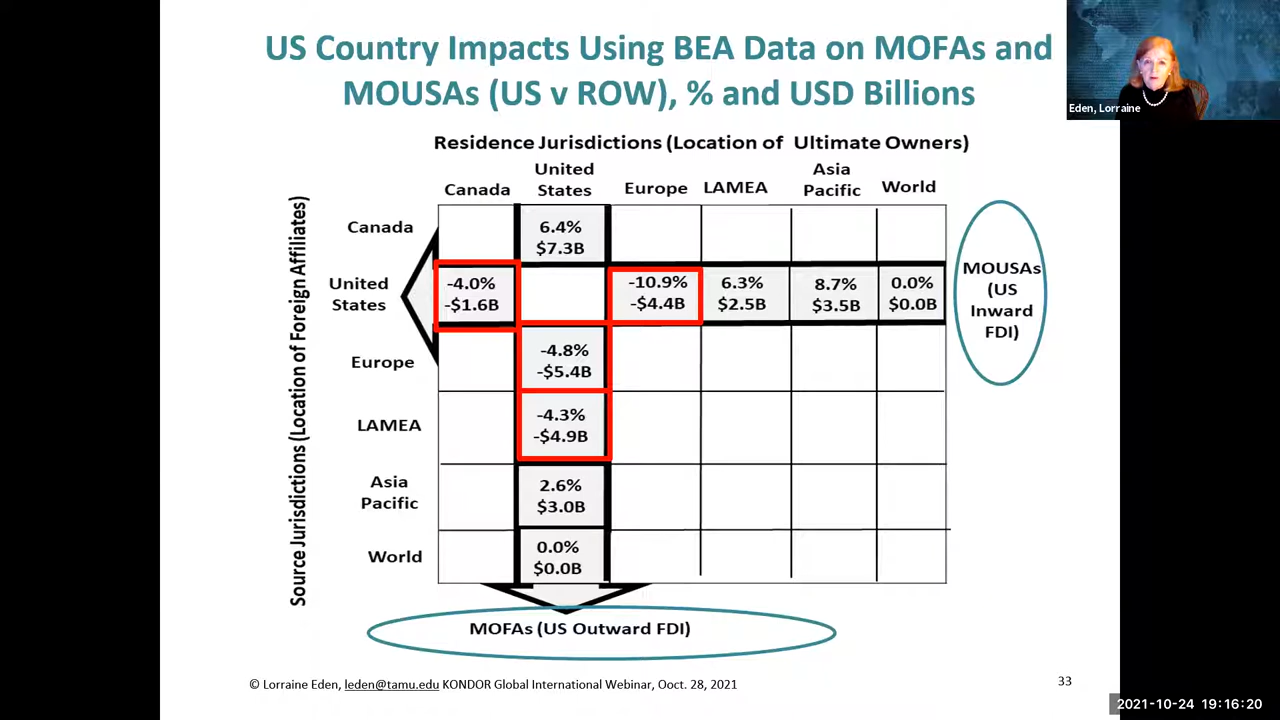 US Country Impacts Using BEA Data on MOFAs and
MOUSAs (US v ROW), % and USD Billions
Eden, Lorraine
Residence Jurisdictions (Location of Ultimate Owners)
Canada
United
States
Europe
LAMEA
Asia
Pacific
World
Source Jurisdictions (Location of Foreign Affiliates)
Canada
6.4%
$7.3B
United
States
-4.0%
-$1.6B
-10.9%
-$4.4B
6.3%
$2.5B
8.7%
$3.5B
0.0%
$0.0B
MOUSAs
(US
Inward
FDI)
Europe
-4.8%
-$5.4B
LAMEA
-4.3%
-$4.9B
Asia
Pacific
2.6%
$3.0B
World
0.0%
$0.0B
MOFAs (US Outward FDI)
© Lorraine Eden, leden@tamu.edu KONDOR Global International Webinar, Ooct. 28, 2021
33
2021-10-24 19:16:20